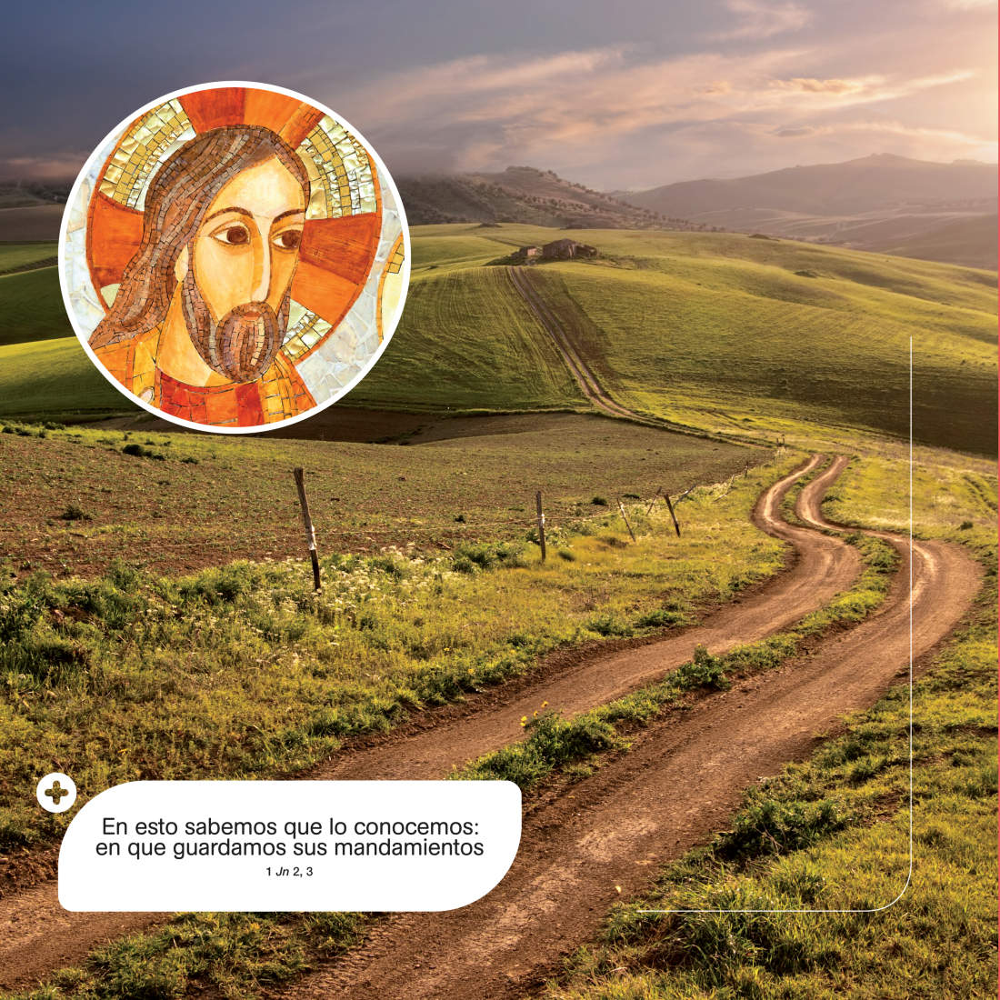 En esto sabemos que lo conocemos:
en que guardamos sus mandamientos
1 Jn 2, 3